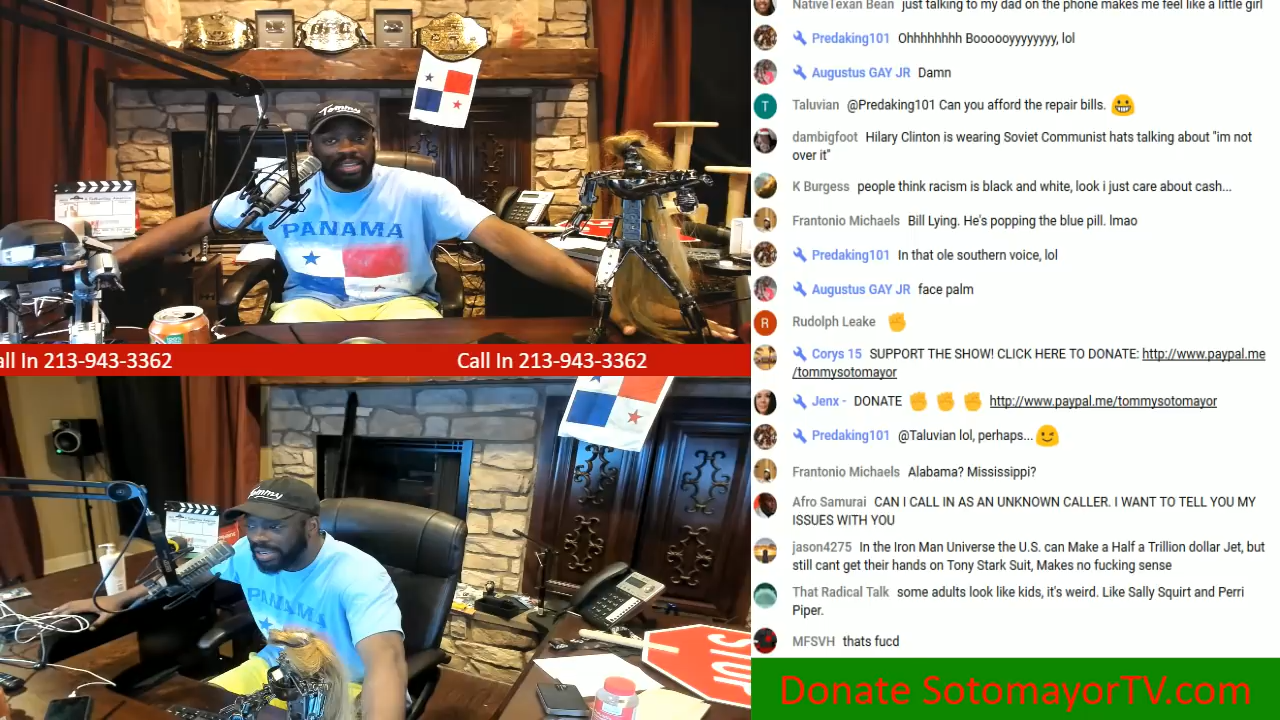 Tommy
PANAMA
all In 213-943-3362
Call In 213-943-3362
Tommy
PANAMA
STOP
NativeTexan Bean just talking to my dad on the phone makes me feel like a little girl
Predaking101 Ohhhhhhhh Boooooyyyyyyyy, lol
Augustus GAY JR Damn
T
Taluvian @Predaking101 Can you afford the repair bills.
dambigfoot Hilary Clinton is wearing Soviet Communist hats talking about "im not
over it"
K Burgess people think racism is black and white, look i just care about cash...
Frantonio Michaels Bill Lying. He's popping the blue pill. lmao
Predaking101 In that ole southern voice, lol
Augustus GAY JR face palm
R
Rudolph Leake
Corys 15 SUPPORT THE SHOW! CLICK HERE TO DONATE: http://www.paypal.me
/tommysotomayor
Jenx - DONATE http://www.paypal.me/tommysotomayor
Predaking101 @Taluvian lol, perhaps...
Frantonio Michaels Alabama? Mississippi?
Afro Samurai CAN I CALL IN AS AN UNKNOWN CALLER. I WANT TO TELL YOU MY
ISSUES WITH YOU
jason4275 In the Iron Man Universe the U.S. can Make a Half a Trillion dollar Jet, but
still cant get their hands on Tony Stark Suit, Makes no fucking sense
That Radical Talk some adults look like kids, it's weird. Like Sally Squirt and Perri
Piper.
MFSVH thats fucd
Donate SotomayorTV.com